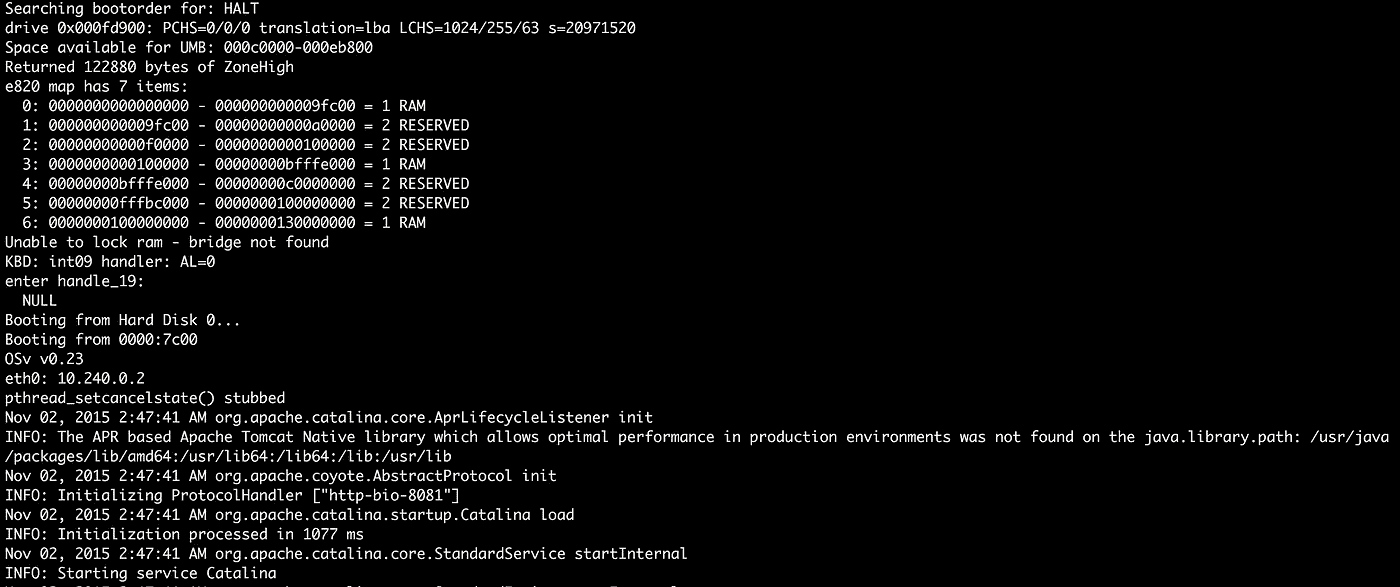 Searching bootorder for: HALT
drive 0x000fd900: PCHS=0/0/0 translation=lba LCHS=1024/255/63 s=20971520
Space available for UMB: 000c0000-000eb800
Returned 122880 bytes of ZoneHigh
e820 map has 7 items:
  0: 0000000000000000 - 000000000009fc00 = 1 RAM
  1: 000000000009fc00 - 00000000000a0000 = 2 RESERVED
  2: 00000000000f0000 - 0000000000100000 = 2 RESERVED
  3: 0000000000100000 - 00000000bfffe000 = 1 RAM
  4: 00000000bfffe000 - 00000000c0000000 = 2 RESERVED
  5: 00000000fffbc000 - 0000000100000000 = 2 RESERVED
  6: 0000000100000000 - 0000000130000000 = 1 RAM
Unable to lock ram - bridge not found
KBD: int09 handler: AL=0
enter handle_19:
  NULL
Booting from Hard Disk 0...
Booting from 0000:7c00
OSv v0.23
eth0: 10.240.0.2
pthread_setcancelstate() stubbed
Nov 02, 2015 2:47:41 AM org.apache.catalina.core.AprLifecycleListener init
INFO: The APR based Apache Tomcat Native library which allows optimal performance in production environments was not found on the java.library.path: /usr/java
/packages/lib/amd64:/usr/lib64:/lib64:/lib:/usr/lib
Nov 02, 2015 2:47:41 AM org.apache.coyote.AbstractProtocol init
INFO: Initializing ProtocolHandler ["http-bio-8081"]
Nov 02, 2015 2:47:41 AM org.apache.catalina.startup.Catalina load
INFO: Initialization processed in 1077 ms
Nov 02, 2015 2:47:41 AM org.apache.catalina.core.StandardService startInternal
INFO: Starting service Catalina